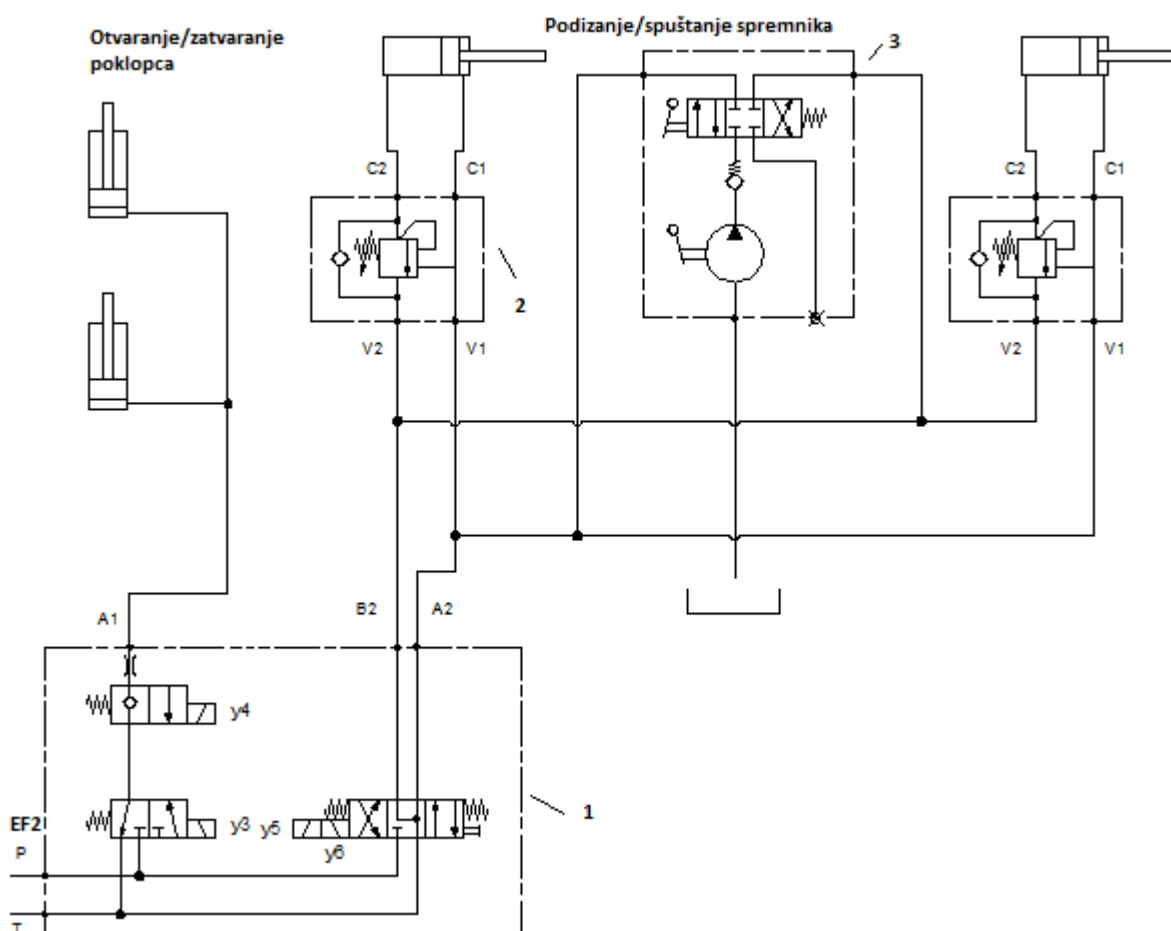 Podizanje/spuštanje spremnika
Otvaranje/zatvaranje
poklopca
3
C2
C1
C2
C1
2
V2
V1
V2
V1
A1
B2
A2
y4
EF2
y3
y5
y6
1
P
T